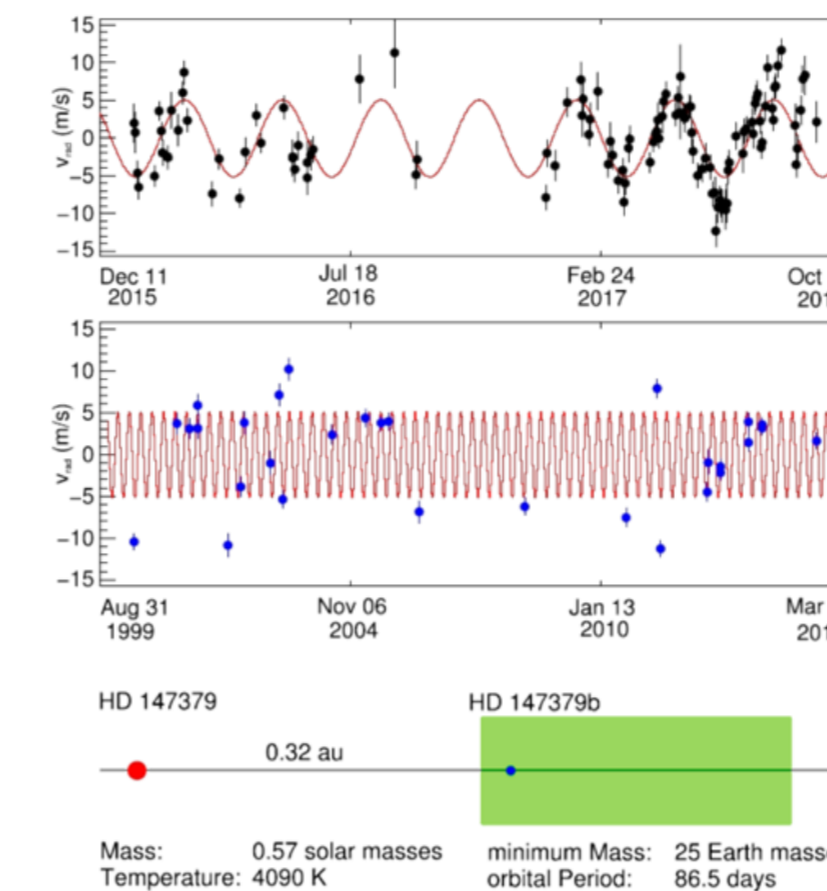 15
10
5
0
−5
−10
−15
v_rad (m/s)
Dec 11 Jul 18 Feb 24 Oct
2015 2016 2017 201
15
10
5
0
−5
−10
−15
v_rad (m/s)
Aug 31 Nov 06 Jan 13 Mar
1999 2004 2010 201
HD 147379 HD 147379b
0.32 au
Mass: 0.57 solar masses minimum Mass: 25 Earth masse
Temperature: 4090 K orbital Period: 86.5 days